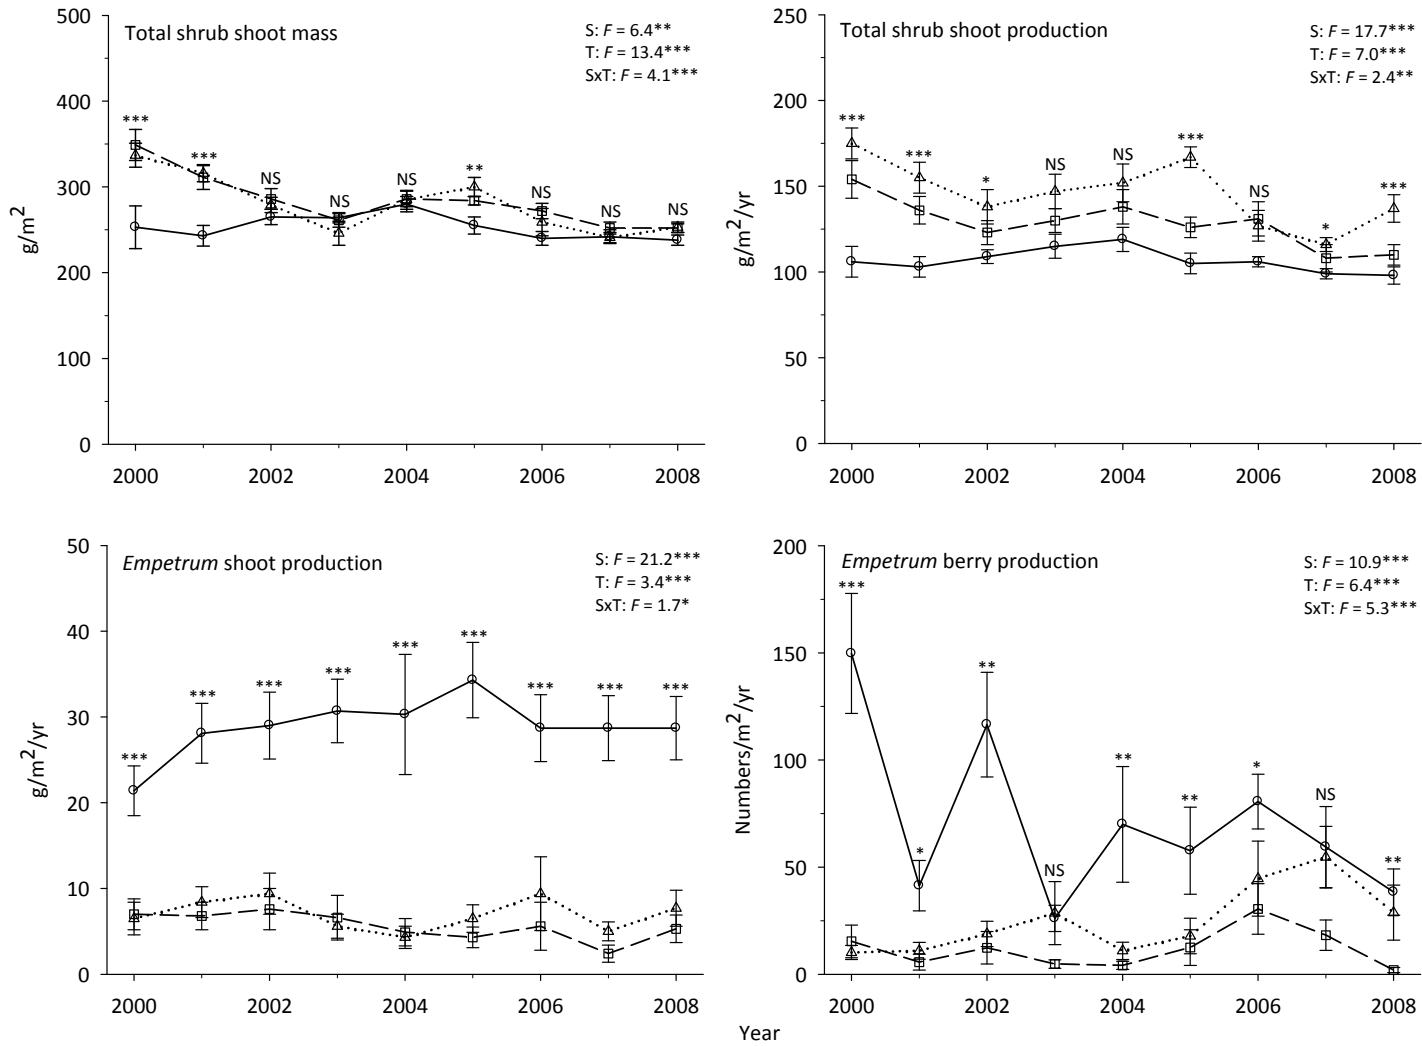 Total shrub shoot mass
S: F = 6.4**
T: F = 13.4***
SxT: F = 4.1***
g/m2
500
400
300
200
100
0
***
***
NS
NS
NS
**
NS
NS
NS
2000
2002
2004
2006
2008
Total shrub shoot production
S: F = 17.7***
T: F = 7.0***
SxT: F = 2.4**
g/m2/yr
250
200
150
100
50
0
***
***
*
NS
NS
***
NS
*
***
2000
2002
2004
2006
2008
Empetrum shoot production
S: F = 21.2***
T: F = 3.4***
SxT: F = 1.7*
g/m2/yr
50
40
30
20
10
0
***
***
***
***
***
***
***
***
***
2000
2002
2004
2006
2008
Empetrum berry production
S: F = 10.9***
T: F = 6.4***
SxT: F = 5.3***
Numbers/m2/yr
200
150
100
50
0
***
*
**
NS
**
**
*
NS
**
2000
2002
2004
2006
2008
Year